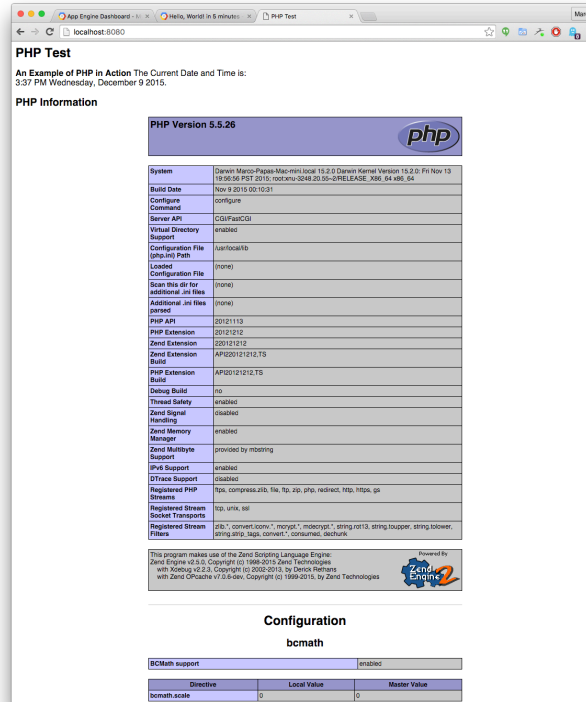 App Engine Dashboard - 
Hello, World! in 5 minutes
PHP Test
localhost:8080
PHP Test
An Example of PHP in Action The Current Date and Time is:
3:37 PM Wednesday, December 9 2015.
PHP Information
PHP Version 5.5.26
php
System Darwin Marco-Papas-Mac-mini.local 15.2.0 Darwin Kernel Version 15.2.0: Fri Nov 13
19:56:56 PST 2015; root:xnu-3248.20.55~2/RELEASE_X86_64 x86_64
Build Date Nov 9 2015 00:10:31
Configure configure
Command
Server API CGI/FastCGI
Virtual Directory enabled
Support
Configuration File /usr/local/lib
(php.ini) Path
Loaded (none)
Configuration File
Scan this dir for (none)
additional .ini files
Additional .ini files (none)
parsed
PHP API 20121113
PHP Extension 20121212
Zend Extension 220121212
Zend Extension API220121212,TS
Build
PHP Extension API20121212,TS
Build
Debug Build no
Thread Safety enabled
Zend Signal disabled
Handling
Zend Memory enabled
Manager
Zend Multibyte provided by mbstring
Support
IPv6 Support enabled
DTrace Support disabled
Registered PHP ftps, compress.zlib, file, ftp, zip, php, redirect, http, https, gs
Streams
Registered Stream tcp, unix, ssl
Socket Transports
Registered Stream zlib.*, convert.iconv.*, mcrypt.*, mdecrypt.*, string.rot13, string.toupper, string.tolower,
Filters string.strip_tags, convert.*, consumed, dechunk
This program makes use of the Zend Scripting Language Engine:
Zend Engine v2.5.0, Copyright (c) 1998-2015 Zend Technologies
with Xdebug v2.2.3, Copyright (c) 2002-2013, by Derick Rethans
with Zend OPcache v7.0.6-dev, Copyright (c) 1999-2015, by Zend Technologies
Powered By
Zend
Engine 2
Configuration
bcmath
BCMath support enabled
Directive Local Value Master Value
bcmath.scale 0 0